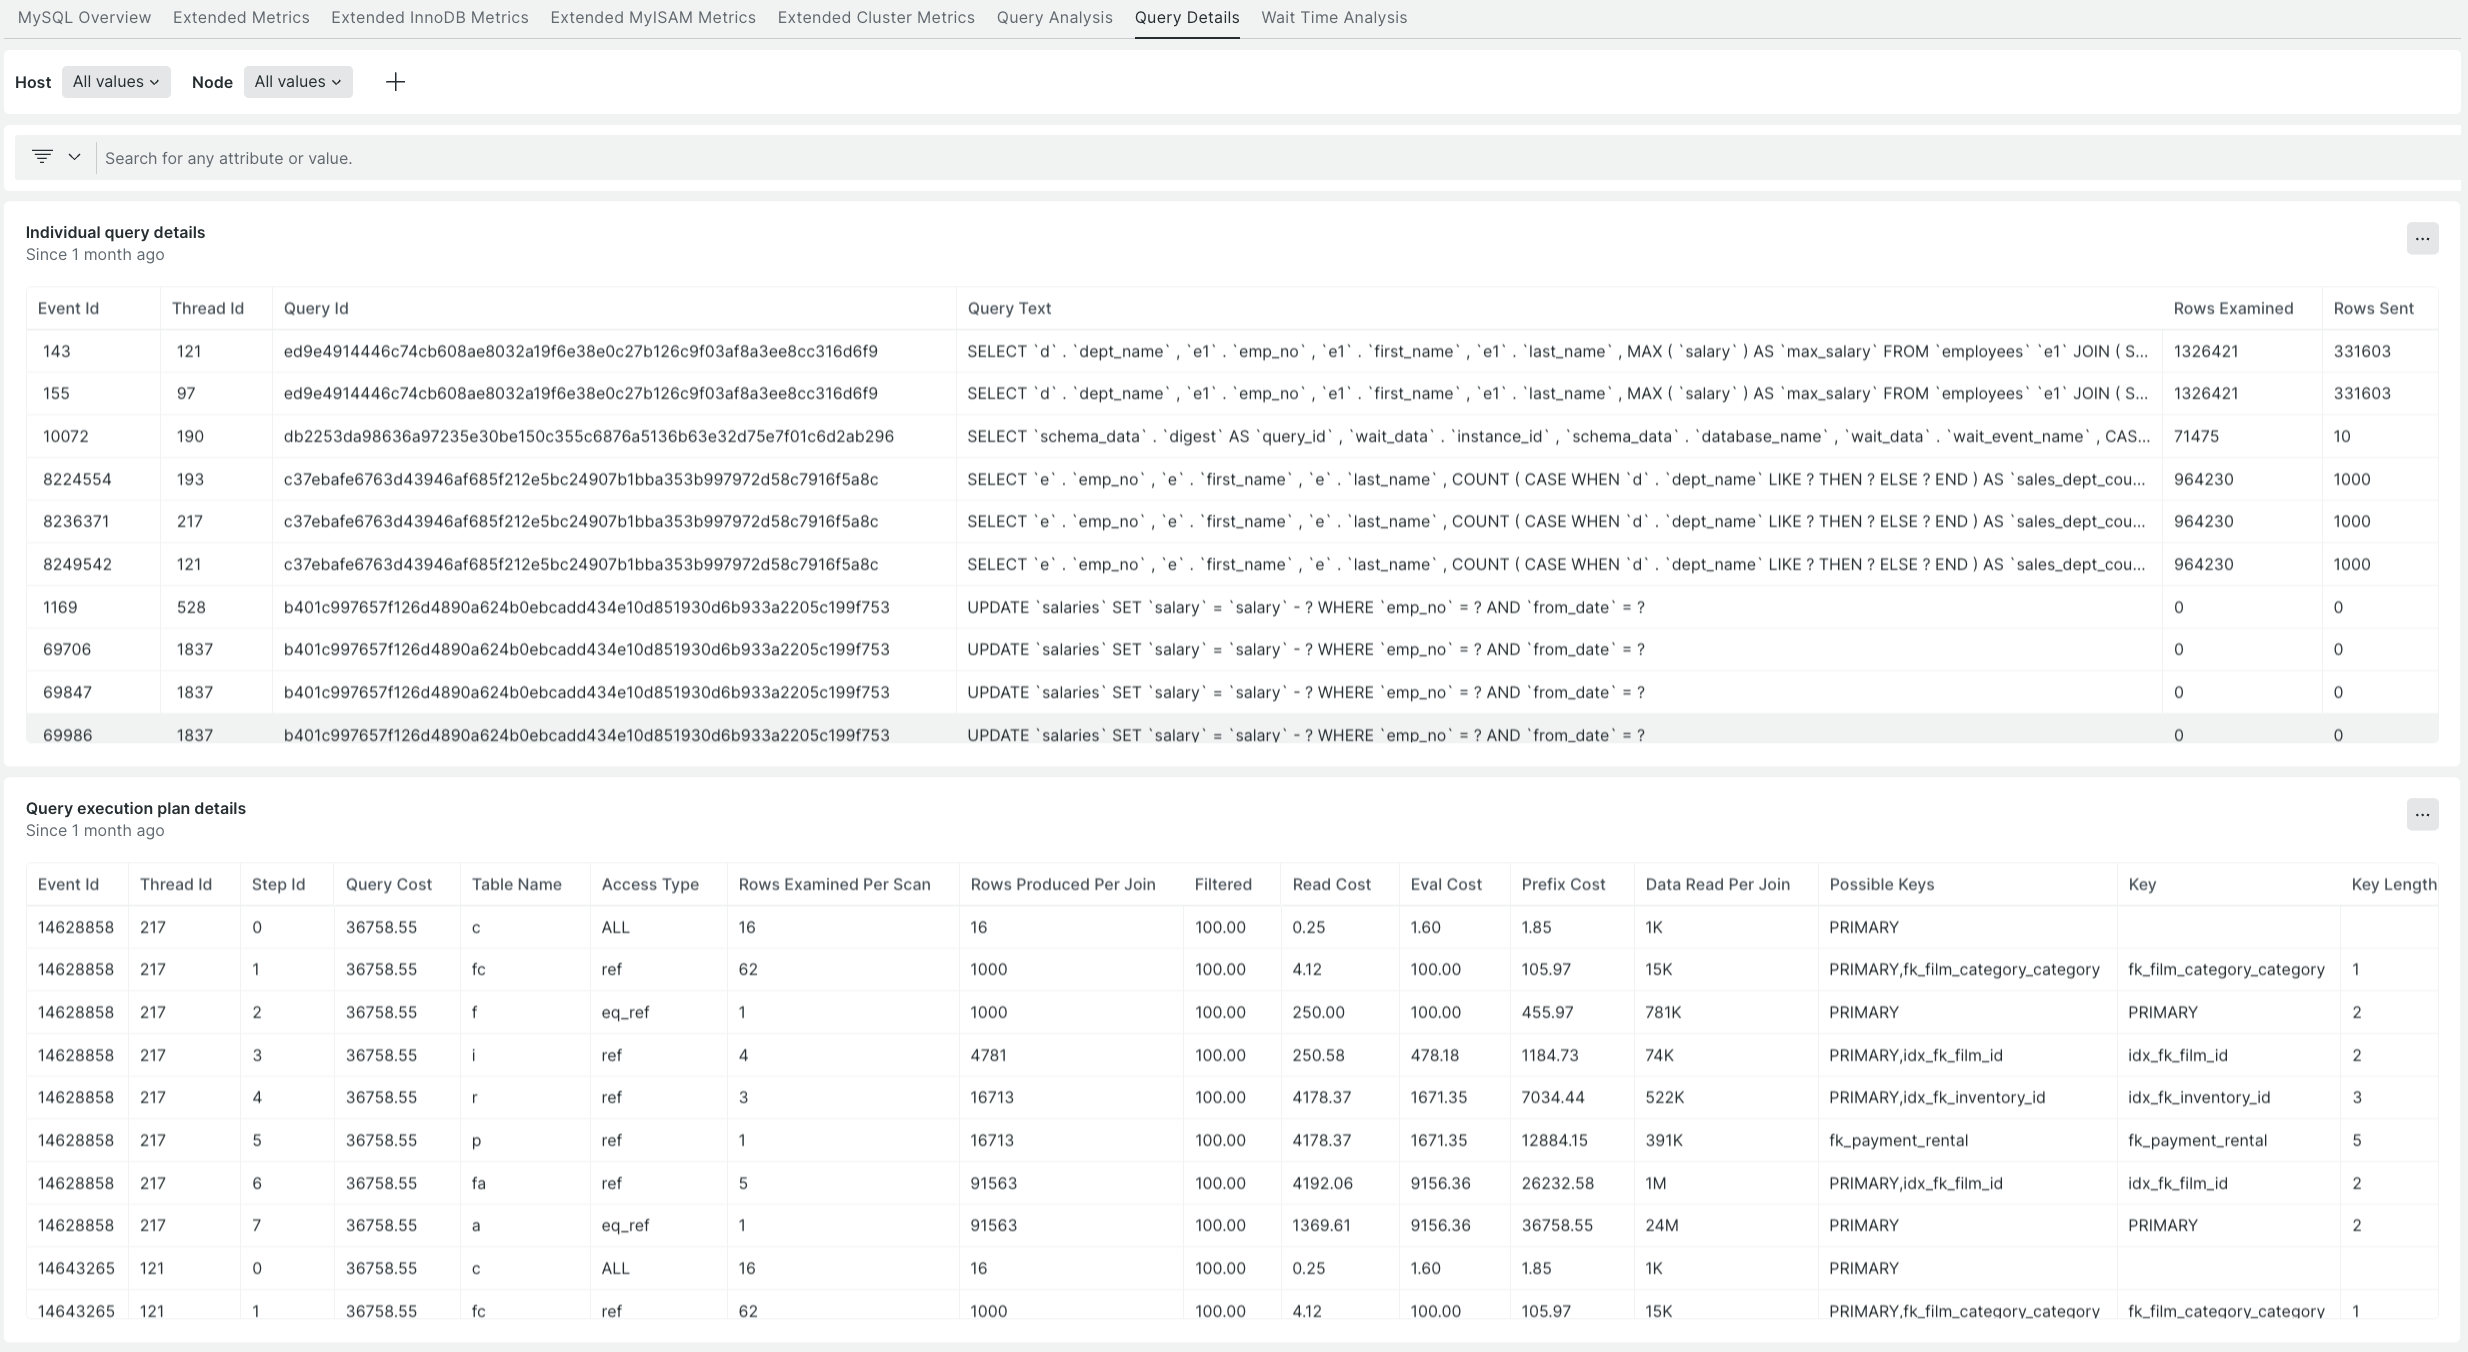 MySQL Overview Extended Metrics Extended InnoDB Metrics Extended MyISAM Metrics Extended Cluster Metrics Query Analysis Query Details Wait Time Analysis
Host All values Node All values
Search for any attribute or value.
Individual query details
Since 1 month ago
...
Event Id Thread Id Query Id Query Text Rows Examined Rows Sent
143 121 ed9e4914446c74cb608ae8032a19f6e38e0c27b126c9f03af8a3ee8cc316d6f9 SELECT `d` . `dept_name` , `e1` . `emp_no` , `e1` . `first_name` , `e1` . `last_name` , MAX ( `salary` ) AS `max_salary` FROM `employees` `e1` JOIN ( S... 1326421 331603
155 97 ed9e4914446c74cb608ae8032a19f6e38e0c27b126c9f03af8a3ee8cc316d6f9 SELECT `d` . `dept_name` , `e1` . `emp_no` , `e1` . `first_name` , `e1` . `last_name` , MAX ( `salary` ) AS `max_salary` FROM `employees` `e1` JOIN ( S... 1326421 331603
10072 190 db2253da98636a97235e30be150c355c6876a5136b63e32d75e7f01c6d2ab296 SELECT `schema_data` . `digest` AS `query_id` , `wait_data` . `instance_id` , `schema_data` . `database_name` , `wait_data` . `wait_event_name` , CAS... 71475 10
8224554 193 c37ebafe6763d43946af685f212e5bc24907b1bba353b997972d58c7916f5a8c SELECT `e` . `emp_no` , `e` . `first_name` , `e` . `last_name` , COUNT ( CASE WHEN `d` . `dept_name` LIKE ? THEN ? ELSE ? END ) AS `sales_dept_cou... 964230 1000
8236371 217 c37ebafe6763d43946af685f212e5bc24907b1bba353b997972d58c7916f5a8c SELECT `e` . `emp_no` , `e` . `first_name` , `e` . `last_name` , COUNT ( CASE WHEN `d` . `dept_name` LIKE ? THEN ? ELSE ? END ) AS `sales_dept_cou... 964230 1000
8249542 121 c37ebafe6763d43946af685f212e5bc24907b1bba353b997972d58c7916f5a8c SELECT `e` . `emp_no` , `e` . `first_name` , `e` . `last_name` , COUNT ( CASE WHEN `d` . `dept_name` LIKE ? THEN ? ELSE ? END ) AS `sales_dept_cou... 964230 1000
1169 528 b401c997657f126d4890a624b0ebcadd434e10d851930d6b933a2205c199f753 UPDATE `salaries` SET `salary` = `salary` - ? WHERE `emp_no` = ? AND `from_date` = ? 0 0
69706 1837 b401c997657f126d4890a624b0ebcadd434e10d851930d6b933a2205c199f753 UPDATE `salaries` SET `salary` = `salary` - ? WHERE `emp_no` = ? AND `from_date` = ? 0 0
69847 1837 b401c997657f126d4890a624b0ebcadd434e10d851930d6b933a2205c199f753 UPDATE `salaries` SET `salary` = `salary` - ? WHERE `emp_no` = ? AND `from_date` = ? 0 0
69986 1837 b401c997657f126d4890a624b0ebcadd434e10d851930d6b933a2205c199f753 UPDATE `salaries` SET `salary` = `salary` - ? WHERE `emp_no` = ? AND `from_date` = ? 0 0
Query execution plan details
Since 1 month ago
...
Event Id Thread Id Step Id Query Cost Table Name Access Type Rows Examined Per Scan Rows Produced Per Join Filtered Read Cost Eval Cost Prefix Cost Data Read Per Join Possible Keys Key Key Length
14628858 217 0 36758.55 c ALL 16 16 100.00 0.25 1.60 1.85 1K PRIMARY
14628858 217 1 36758.55 fc ref 62 1000 100.00 4.12 100.00 105.97 15K PRIMARY,fk_film_category_category fk_film_category_category 1
14628858 217 2 36758.55 f eq_ref 1 1000 100.00 250.00 100.00 455.97 781K PRIMARY PRIMARY 2
14628858 217 3 36758.55 i ref 4 4781 100.00 250.58 478.18 1184.73 74K PRIMARY,idx_fk_film_id idx_fk_film_id 2
14628858 217 4 36758.55 r ref 3 16713 100.00 4178.37 1671.35 7034.44 522K PRIMARY,idx_fk_inventory_id idx_fk_inventory_id 3
14628858 217 5 36758.55 p ref 1 16713 100.00 4178.37 1671.35 12884.15 391K fk_payment_rental fk_payment_rental 5
14628858 217 6 36758.55 fa ref 5 91563 100.00 4192.06 9156.36 26232.58 1M PRIMARY,idx_fk_film_id idx_fk_film_id 2
14628858 217 7 36758.55 a eq_ref 1 91563 100.00 1369.61 9156.36 36758.55 24M PRIMARY PRIMARY 2
14643265 121 0 36758.55 c ALL 16 16 100.00 0.25 1.60 1.85 1K PRIMARY
14643265 121 1 36758.55 fc ref 62 1000 100.00 4.12 100.00 105.97 15K PRIMARY,fk_film_category_category fk_film_category_category 1